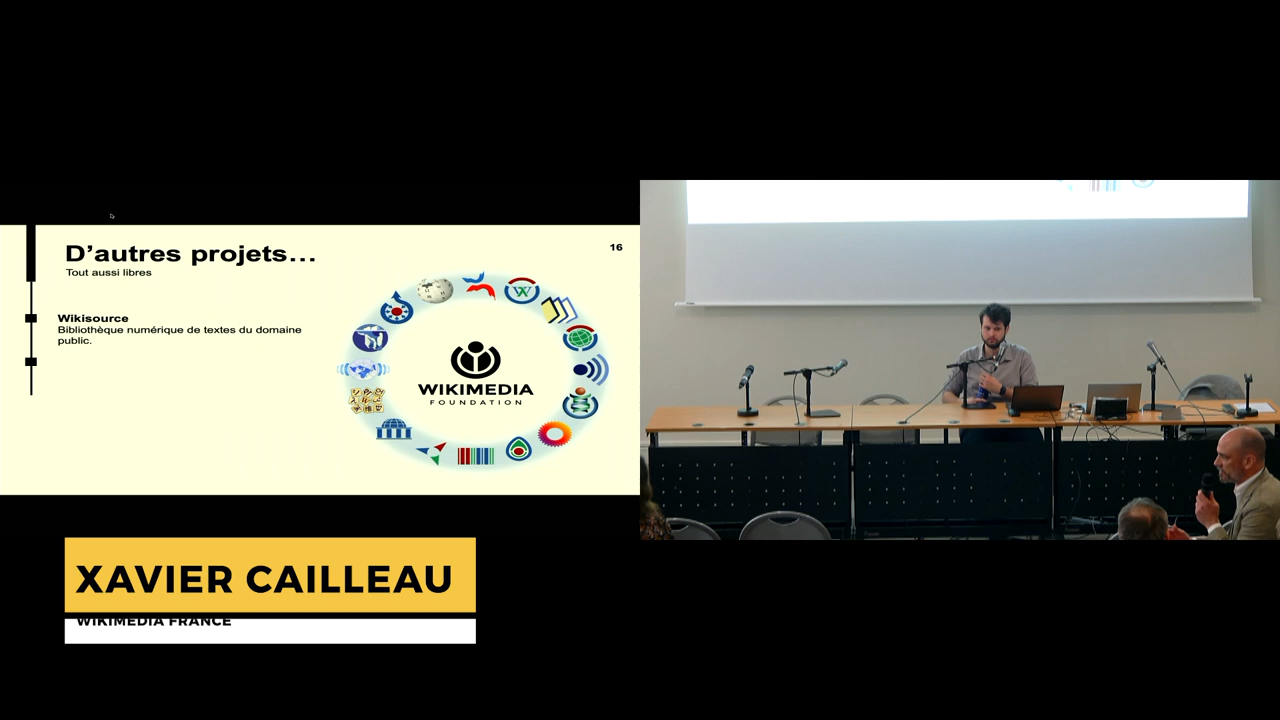 D'autres projets...
16
Tout aussi libres
Wikisource
Bibliothèque numérique de textes du domaine
public.
W
WIKIMEDIA
FOUNDATION
XAVIER CAILLEAU
WIKIMEDIA FRANCE